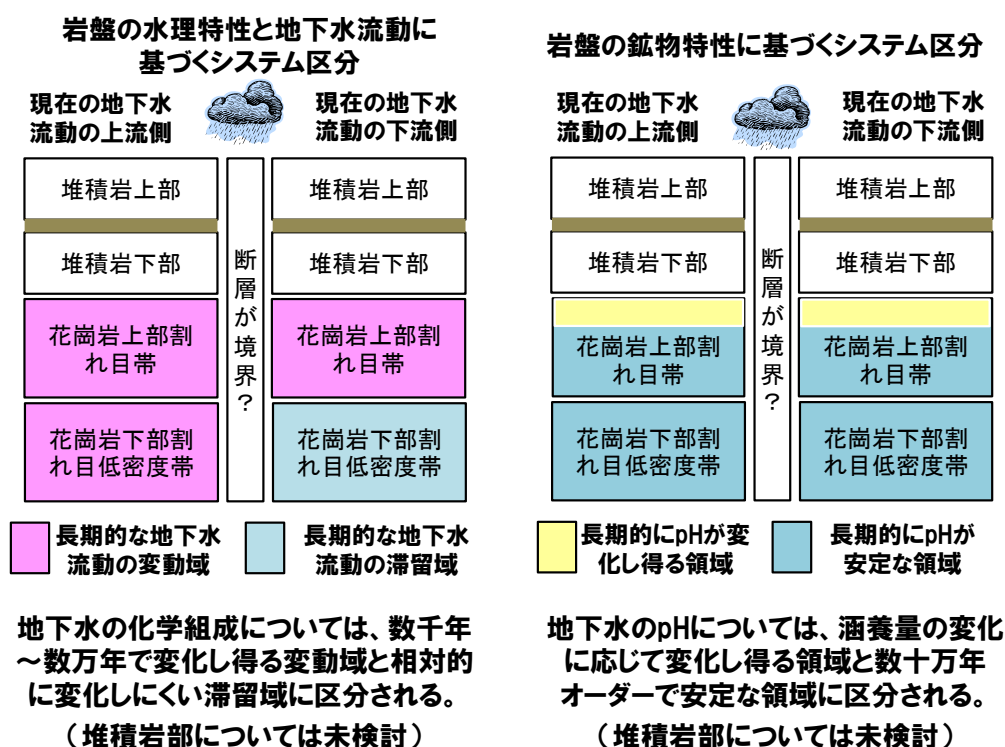 岩盤の水理特性と地下水流動に
基づくシステム区分
現在の地下水
流動の上流側
現在の地下水
流動の下流側
堆積岩上部
堆積岩上部
堆積岩下部
堆積岩下部
断層が境界?
花崗岩上部割
れ目帯
花崗岩上部割
れ目帯
花崗岩下部割
れ目低密度帯
花崗岩下部割
れ目低密度帯
長期的な地下水
流動の変動域
長期的な地下水
流動の滞留域
地下水の化学組成については、数千年
~数万年で変化し得る変動域と相対的
に変化しにくい滞留域に区分される。
(堆積岩部については未検討)
岩盤の鉱物特性に基づくシステム区分
現在の地下水
流動の上流側
現在の地下水
流動の下流側
堆積岩上部
堆積岩上部
堆積岩下部
堆積岩下部
断層が境界?
花崗岩上部割
れ目帯
花崗岩上部割
れ目帯
花崗岩下部割
れ目低密度帯
花崗岩下部割
れ目低密度帯
長期的にpHが変
化し得る領域
長期的にpHが
安定な領域
地下水のpHについては、涵養量の変化
に応じて変化し得る領域と数十万年
オーダーで安定な領域に区分される。
(堆積岩部については未検討)